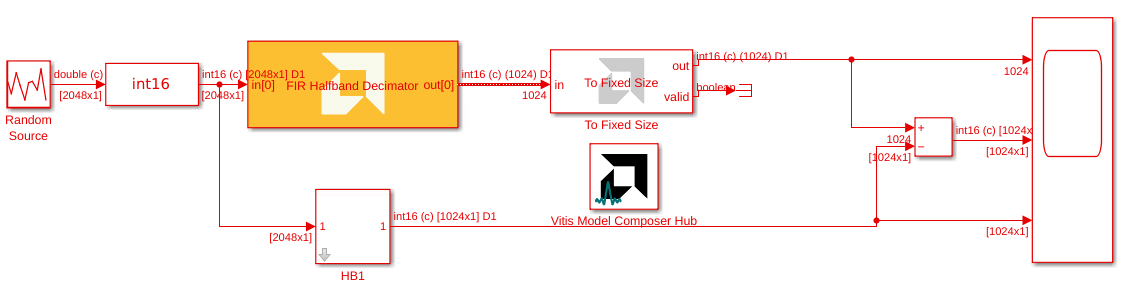 double (c)
[2048x1]
Random
Source
int16
int16 (c) [2048x1] D1
[2048x1]
in[0]
FIR Halfband Decimator
out[0]
int16 (c) (1024) D1
1024
in
To Fixed Size
out
valid
To Fixed Size
int16 (c) (1024) D1
boolean
Vitis Model Composer Hub
[2048x1]
1
1
HB1
int16 (c) [1024x1] D1
+
1024
−
[1024x1]
int16 (c) [1024x
1024
[1024x1]
[1024x1]